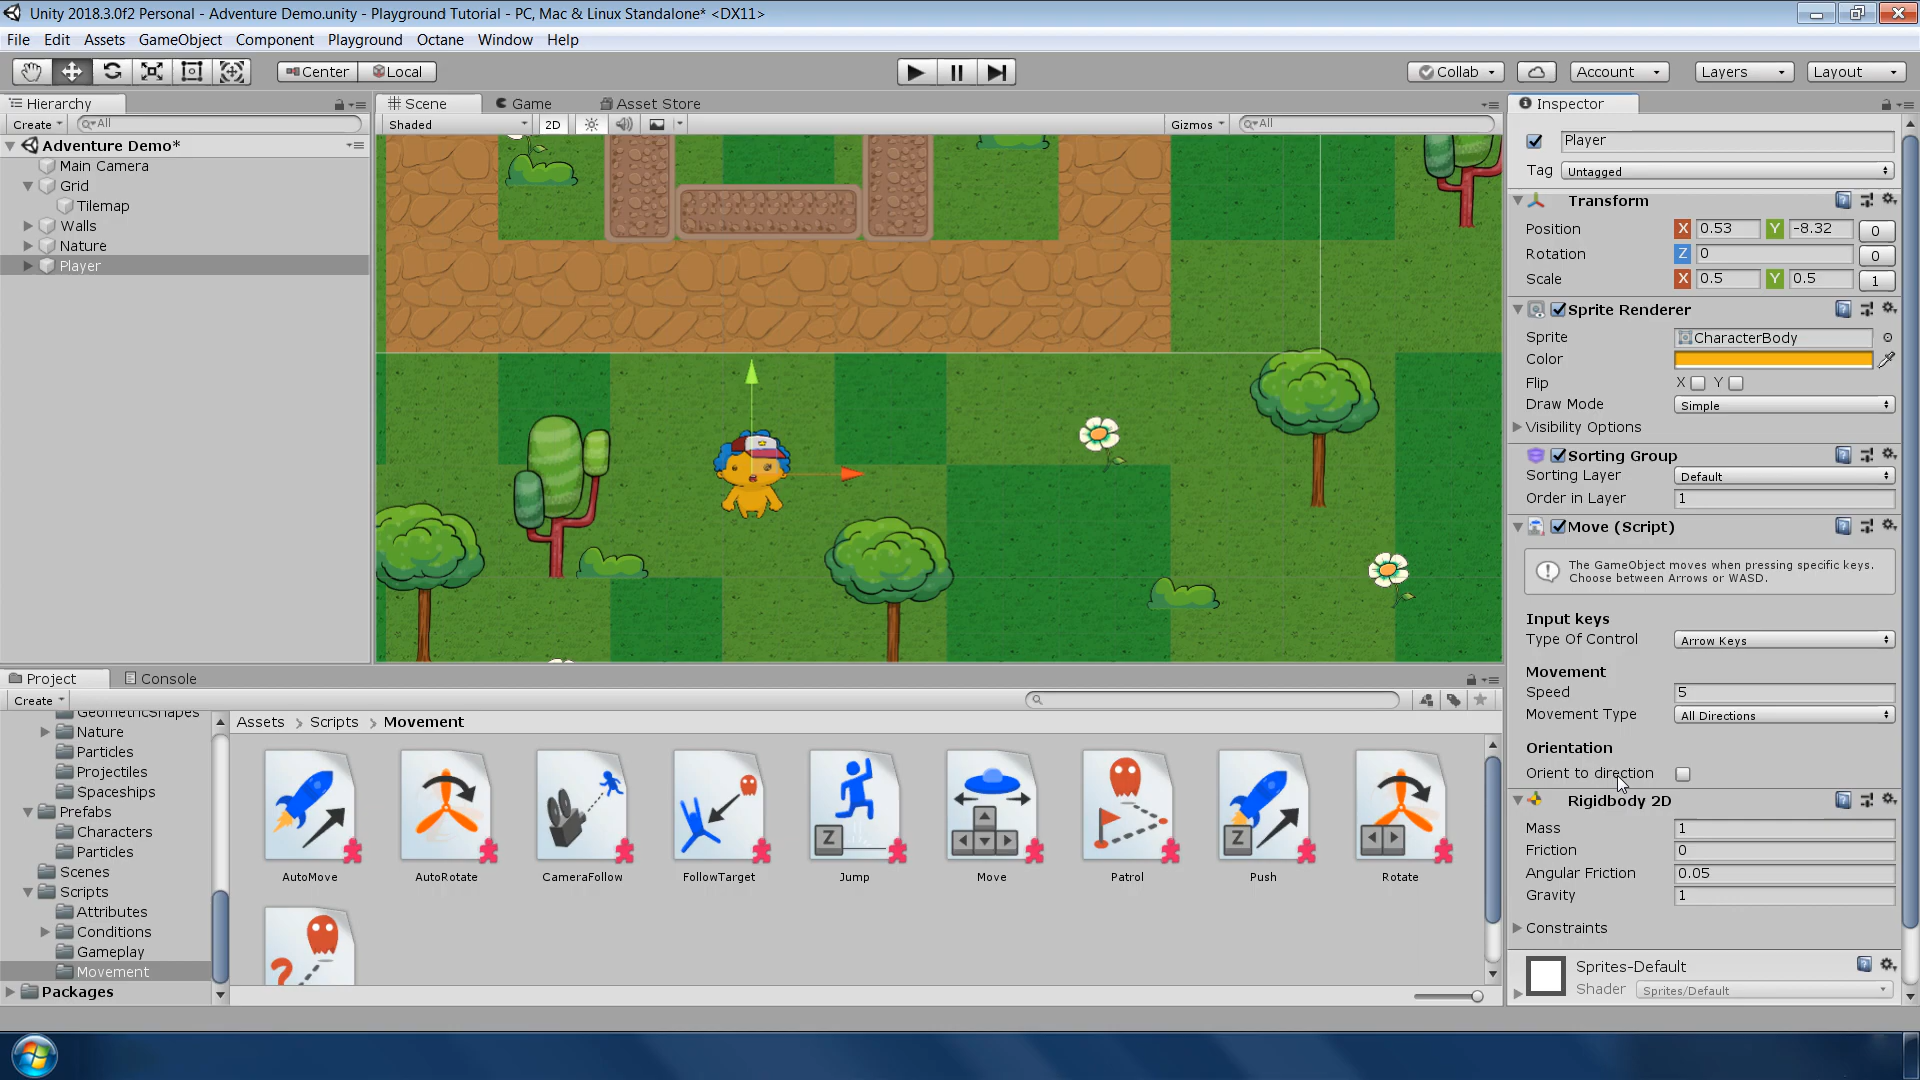 Unity 2018.3.0f2 Personal - Adventure Demo.unity - Playground Tutorial - PC, Mac & Linux Standalone* <DX11>
File Edit Assets GameObject Component Playground Octane Window Help
Center Local
Collab Account Layers Layout
Hierarchy
Create All
Adventure Demo*
Main Camera
Grid
Tilemap
Walls
Nature
Player
Scene Game Asset Store
Shaded 2D Gizmos All
Inspector
Player
Tag Untagged
Transform
Position X 0.53 Y -8.32 0
Rotation Z 0 0
Scale X 0.5 Y 0.5 1
Sprite Renderer
Sprite CharacterBody
Color
Flip X Y
Draw Mode Simple
Visibility Options
Sorting Group
Sorting Layer Default
Order in Layer 1
Move (Script)
The GameObject moves when pressing specific keys.
Choose between Arrows or WASD.
Input keys
Type Of Control Arrow Keys
Movement
Speed 5
Movement Type All Directions
Orientation
Orient to direction
Rigidbody 2D
Mass 1
Friction 0
Angular Friction 0.05
Gravity 1
Constraints
Sprites-Default
Shader Sprites/Default
Project Console
Create
GeometricShapes
Nature
Particles
Projectiles
Spaceships
Prefabs
Characters
Particles
Scenes
Scripts
Attributes
Conditions
Gameplay
Movement
Packages
Assets > Scripts > Movement
Z Z
AutoMove AutoRotate CameraFollow FollowTarget Jump Move Patrol Push Rotate
?